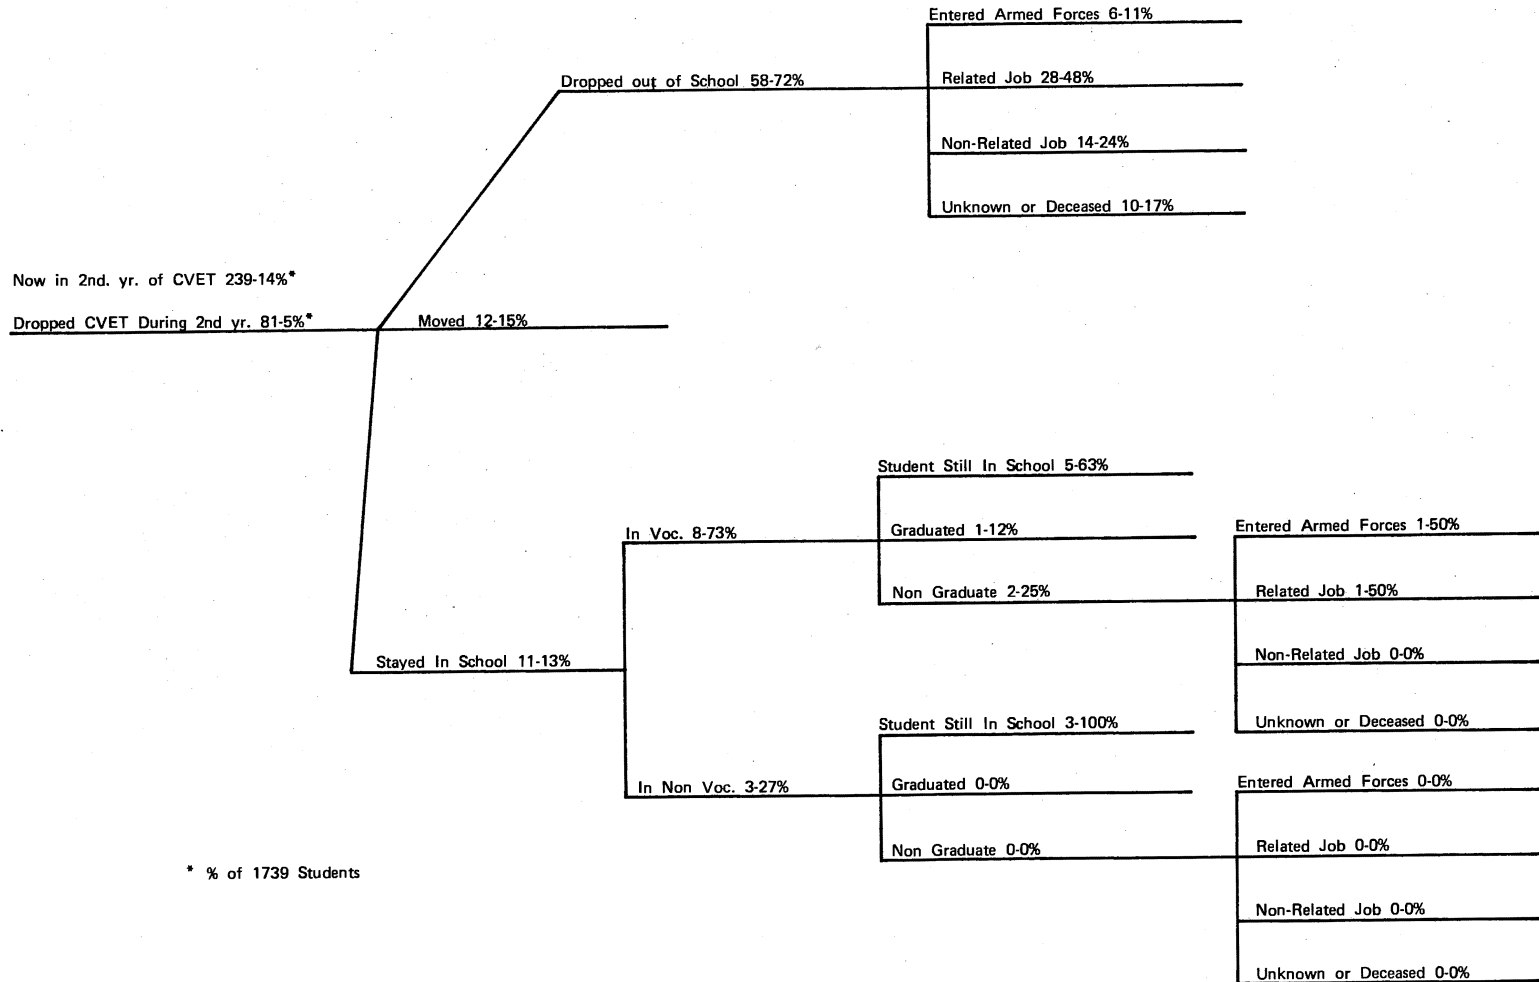 Entered Armed Forces 6-11%
Dropped out of School 58-72%
Related Job 28-48%
Non-Related Job 14-24%
Unknown or Deceased 10-17%
Now in 2nd. yr. of CVET 239-14%*
Dropped CVET During 2nd yr. 81-5%*
Moved 12-15%
Student Still In School 5-63%
In Voc. 8-73%
Graduated 1-12%
Non Graduate 2-25%
Entered Armed Forces 1-50%
Related Job 1-50%
Non-Related Job 0-0%
Unknown or Deceased 0-0%
Stayed In School 11-13%
Student Still In School 3-100%
In Non Voc. 3-27%
Graduated 0-0%
Non Graduate 0-0%
Entered Armed Forces 0-0%
Related Job 0-0%
Non-Related Job 0-0%
Unknown or Deceased 0-0%
* % of 1739 Students